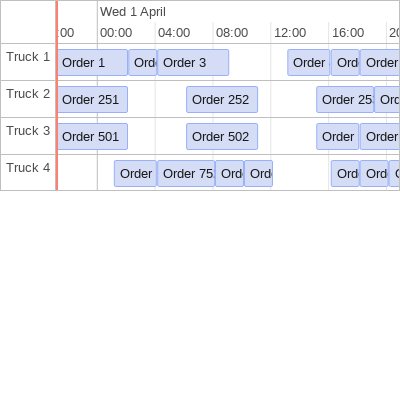 Wed 1 April
:00 00:00 04:00 08:00 12:00 16:00 20
Truck 1 Order 1 Ord Order 3 Order Ord Order
Truck 2 Order 251 Order 252 Order 25 Ord
Truck 3 Order 501 Order 502 Order Order
Truck 4 Order Order 75 Ord Ord Ord Ord